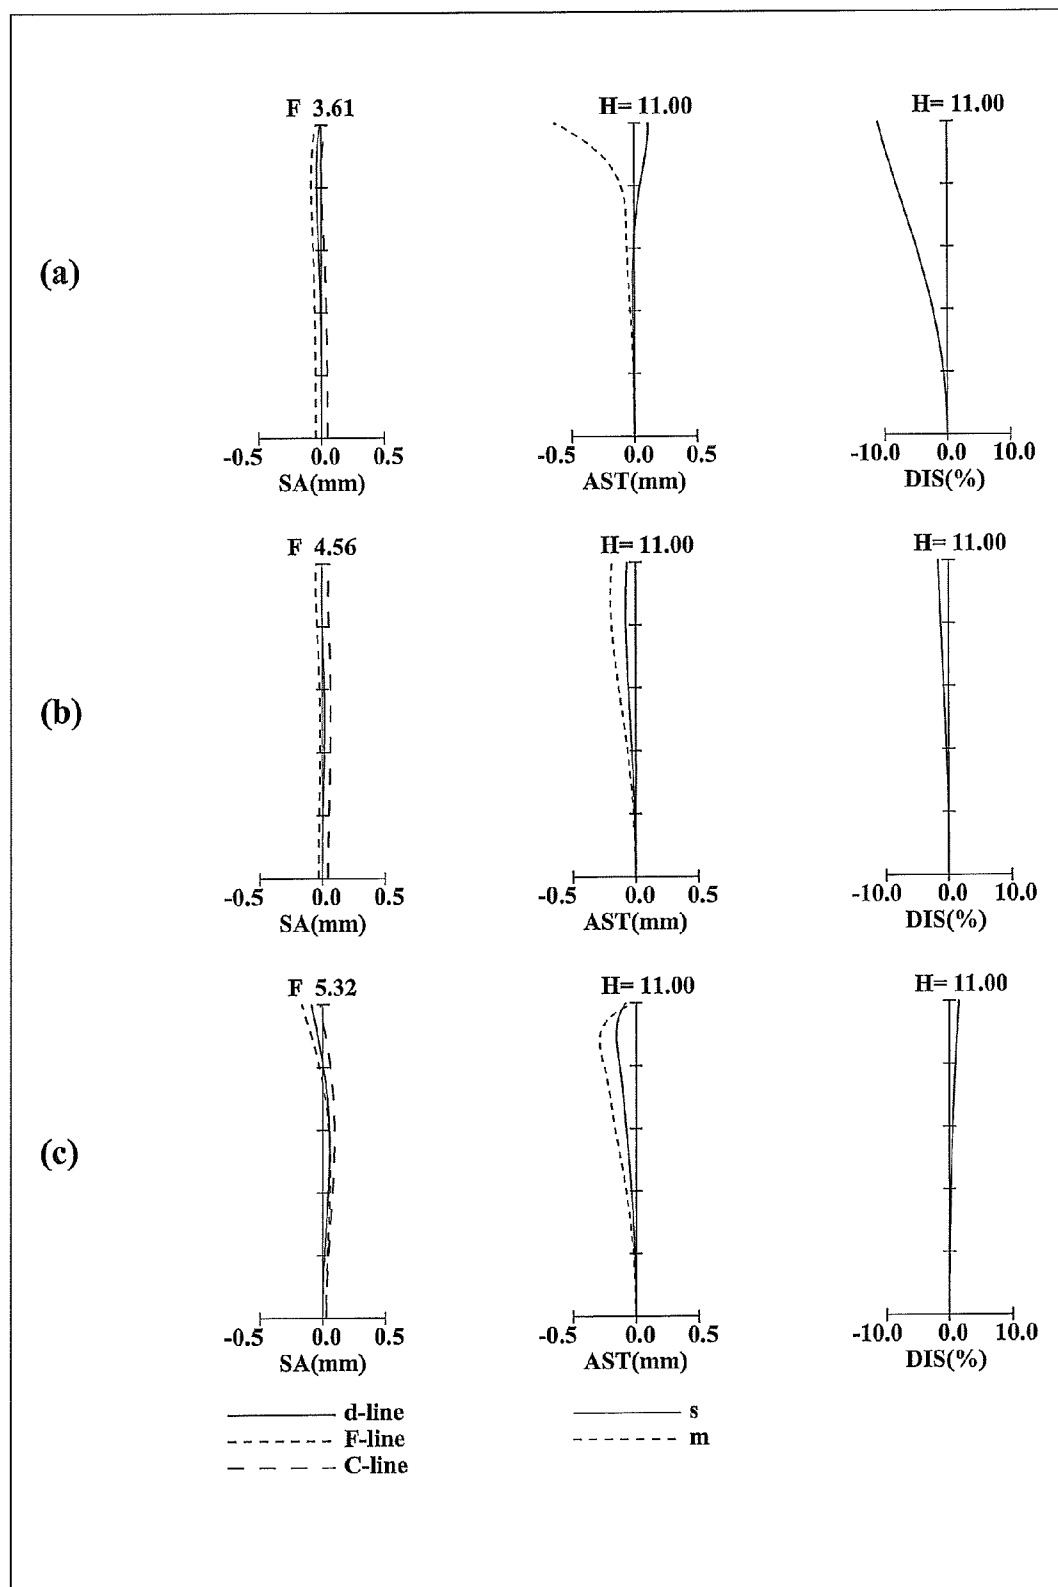 F 3.61 H= 11.00 H= 11.00
(a)
-0.5 0.0 0.5 -0.5 0.0 0.5 -10.0 0.0 10.0
SA(mm) AST(mm) DIS(%)
F 4.56 H= 11.00 H= 11.00
(b)
-0.5 0.0 0.5 -0.5 0.0 0.5 -10.0 0.0 10.0
SA(mm) AST(mm) DIS(%)
F 5.32 H= 11.00 H= 11.00
(c)
-0.5 0.0 0.5 -0.5 0.0 0.5 -10.0 0.0 10.0
SA(mm) AST(mm) DIS(%)
d-line s
F-line m
C-line